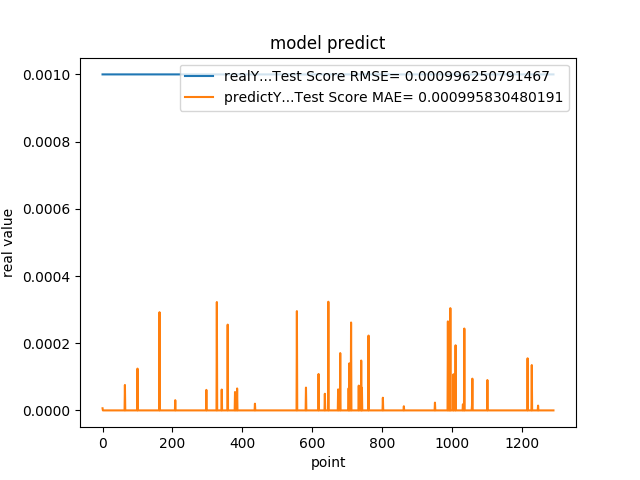 model predict
realY...Test Score RMSE= 0.000996250791467
predictY...Test Score MAE= 0.000995830480191
real value
0.0010
0.0008
0.0006
0.0004
0.0002
0.0000
0 200 400 600 800 1000 1200
point